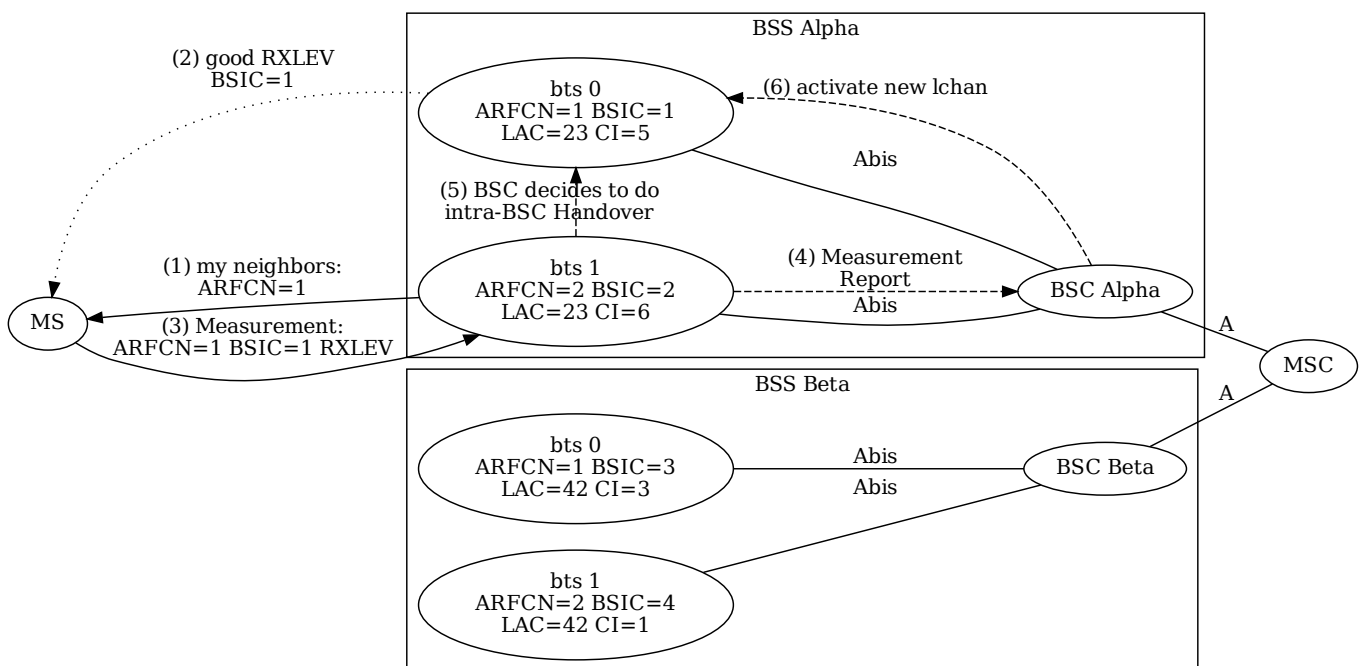 BSS Alpha
(2) good RXLEV
BSIC=1
bts 0
ARFCN=1 BSIC=1
LAC=23 CI=5
(6) activate new lchan
Abis
(5) BSC decides to do
intra-BSC Handover
(1) my neighbors:
ARFCN=1
bts 1
ARFCN=2 BSIC=2
LAC=23 CI=6
(4) Measurement
Report
Abis
BSC Alpha
MS
(3) Measurement:
ARFCN=1 BSIC=1 RXLEV
A
MSC
BSS Beta
A
bts 0
ARFCN=1 BSIC=3
LAC=42 CI=3
Abis
Abis
BSC Beta
bts 1
ARFCN=2 BSIC=4
LAC=42 CI=1